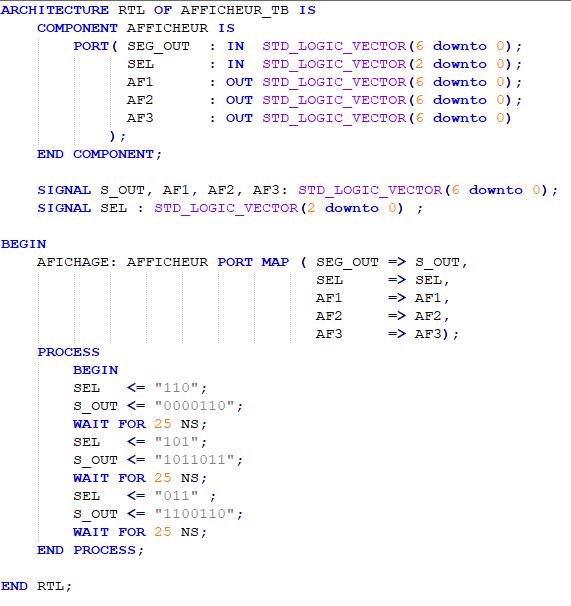 ARCHITECTURE RTL OF AFFICHEUR_TB IS
    COMPONENT AFFICHEUR IS
        PORT( SEG_OUT  : IN  STD_LOGIC_VECTOR(6 downto 0);
              SEL      : IN  STD_LOGIC_VECTOR(2 downto 0);
              AF1      : OUT STD_LOGIC_VECTOR(6 downto 0);
              AF2      : OUT STD_LOGIC_VECTOR(6 downto 0);
              AF3      : OUT STD_LOGIC_VECTOR(6 downto 0)
            );
    END COMPONENT;

    SIGNAL S_OUT, AF1, AF2, AF3: STD_LOGIC_VECTOR(6 downto 0);
    SIGNAL SEL : STD_LOGIC_VECTOR(2 downto 0) ;

BEGIN
    AFICHAGE: AFFICHEUR PORT MAP ( SEG_OUT => S_OUT,
                                   SEL     => SEL,
                                   AF1     => AF1,
                                   AF2     => AF2,
                                   AF3     => AF3);
    PROCESS
        BEGIN
        SEL   <= "110";
        S_OUT <= "0000110";
        WAIT FOR 25 NS;
        SEL   <= "101";
        S_OUT <= "1011011";
        WAIT FOR 25 NS;
        SEL   <= "011" ;
        S_OUT <= "1100110";
        WAIT FOR 25 NS;
    END PROCESS;

END RTL;